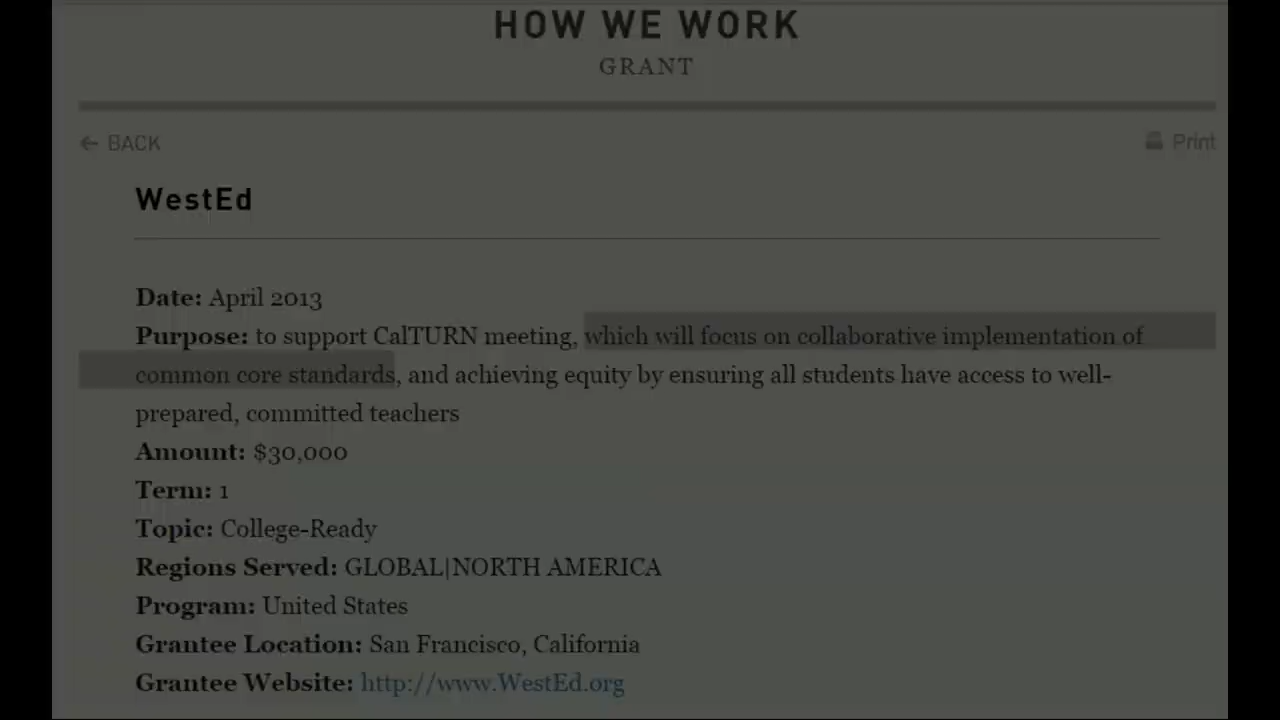 HOW WE WORK
GRANT
← BACK
Print
WestEd
Date: April 2013
Purpose: to support CalTURN meeting, which will focus on collaborative implementation of
common core standards, and achieving equity by ensuring all students have access to well-
prepared, committed teachers
Amount: $30,000
Term: 1
Topic: College-Ready
Regions Served: GLOBAL|NORTH AMERICA
Program: United States
Grantee Location: San Francisco, California
Grantee Website: http://www.WestEd.org